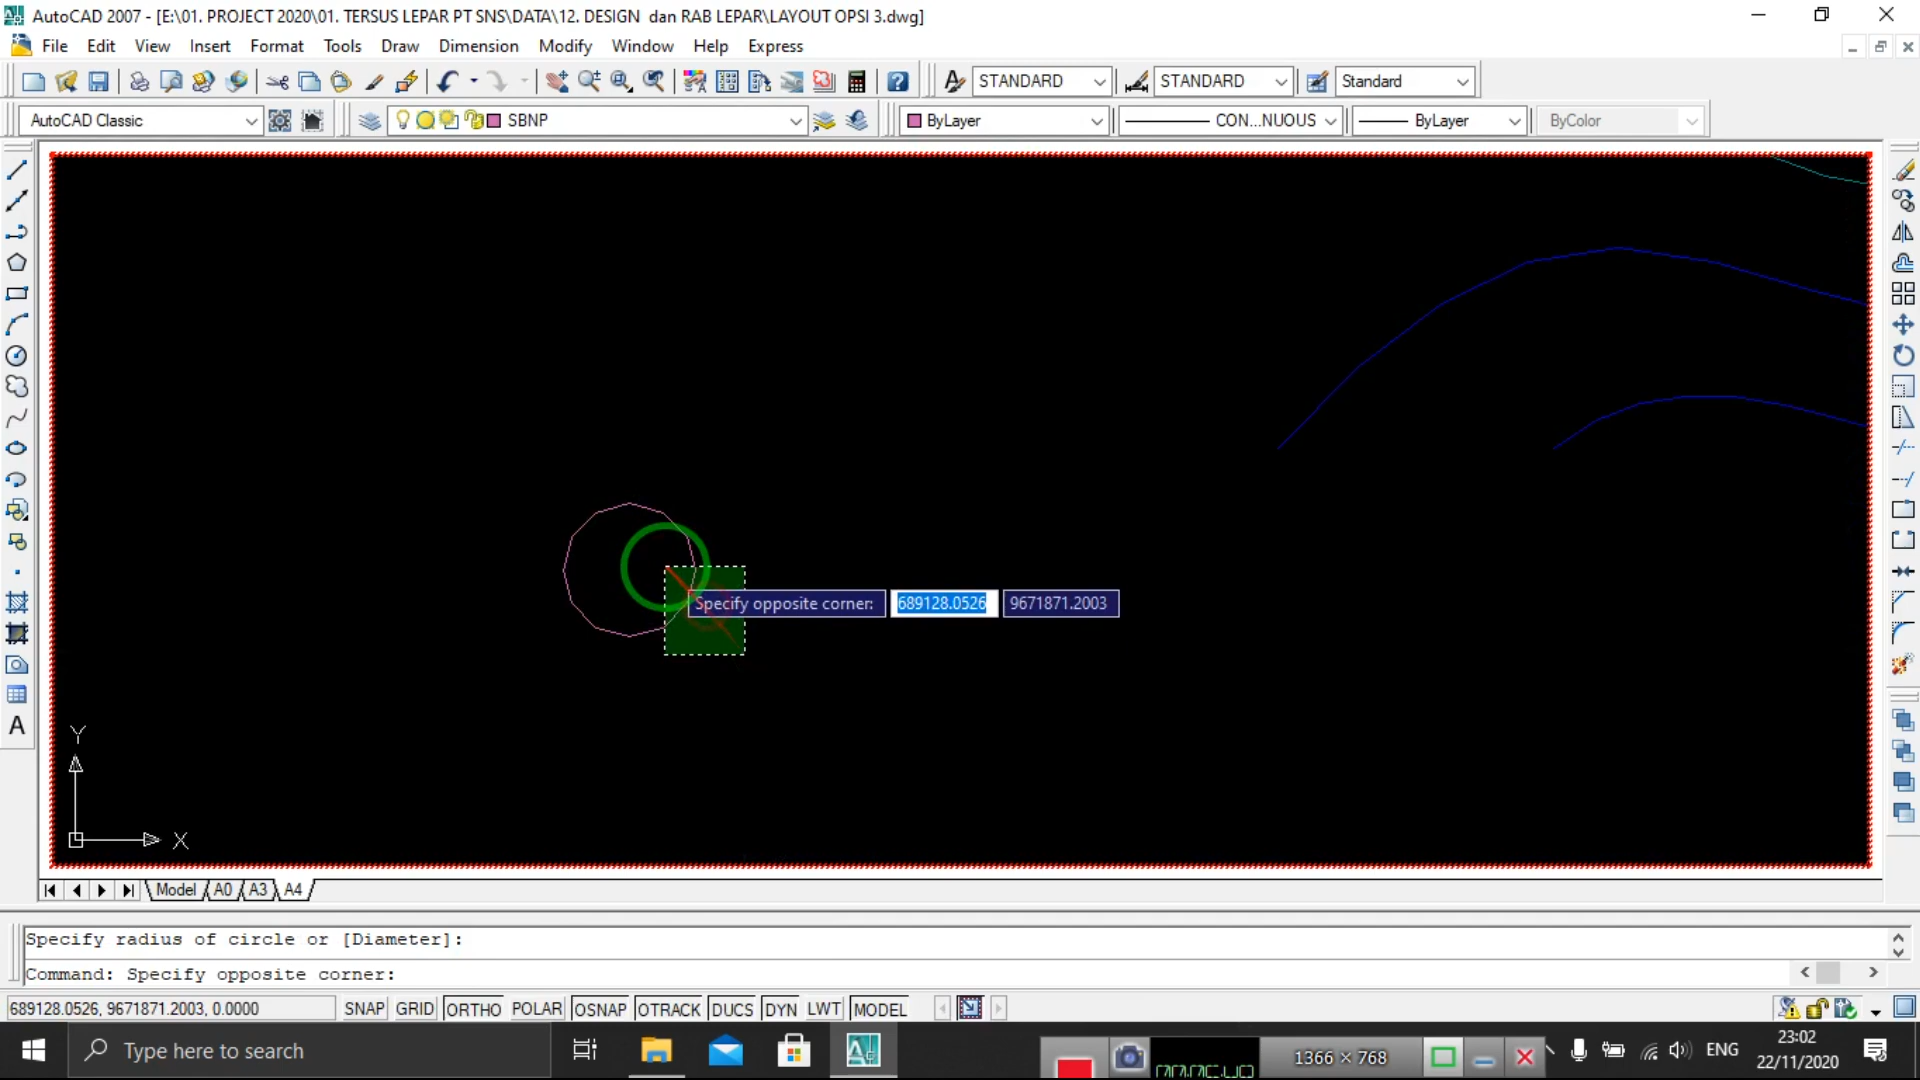 AutoCAD 2007 - [E:\01. PROJECT 2020\01. TERSUS LEPAR PT SNS\DATA\12. DESIGN  dan RAB LEPAR\LAYOUT OPSI 3.dwg]
File Edit View Insert Format Tools Draw Dimension Modify Window Help Express
STANDARD STANDARD Standard
AutoCAD Classic SBNP ByLayer CON...NUOUS ByLayer ByColor
Specify opposite corner: 689128.0526 9671871.2003
Y
X
Model A0 A3 A4
Specify radius of circle or [Diameter]:
Command: Specify opposite corner:
689128.0526, 9671871.2003, 0.0000 SNAP GRID ORTHO POLAR OSNAP OTRACK DUCS DYN LWT MODEL
Type here to search 1366 × 768 ENG 23:02
22/11/2020